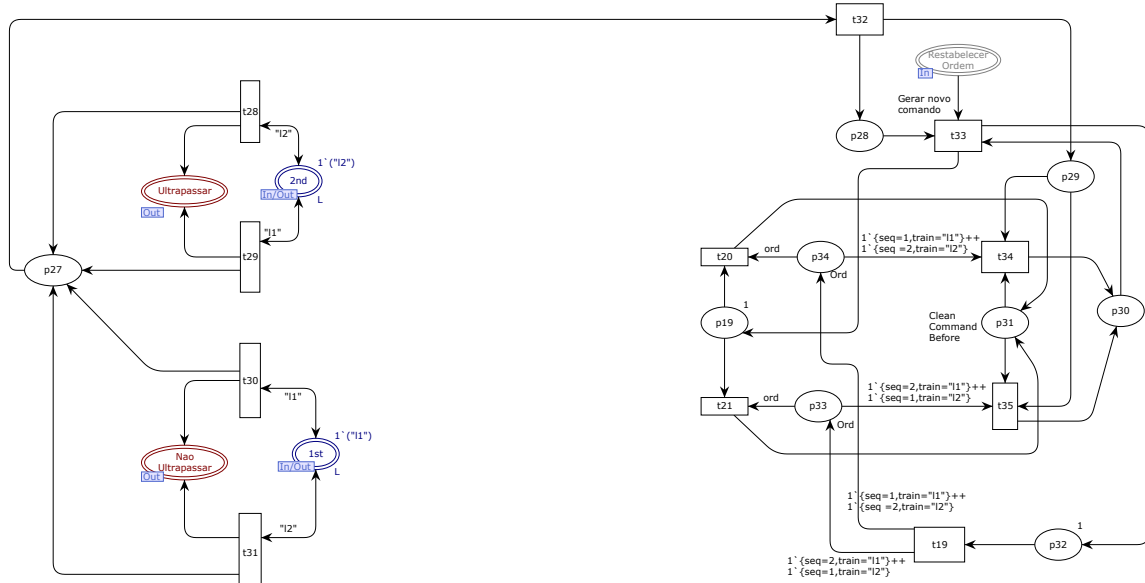 t32
Restabelecer
Ordem
In
t28
Gerar novo
comando
"l2"
p28
t33
1`("l2")
Ultrapassar
2nd
p29
In/Out
L
Out
"l1"
1`{seq=1,train="l1"}++
1`{seq =2,train="l2"}
t29
t20
ord
p34
t34
p27
Ord
1
p19
Clean
Command
Before
p31
p30
t30
"l1"
1`{seq=2,train="l1"}++
1`{seq=1,train="l2"}
t21
ord
p33
t35
Ord
1`("l1")
Nao
Ultrapassar
1st
In/Out
L
Out
1`{seq=1,train="l1"}++
1`{seq =2,train="l2"}
"l2"
1
t31
t19
p32
1`{seq=2,train="l1"}++
1`{seq=1,train="l2"}